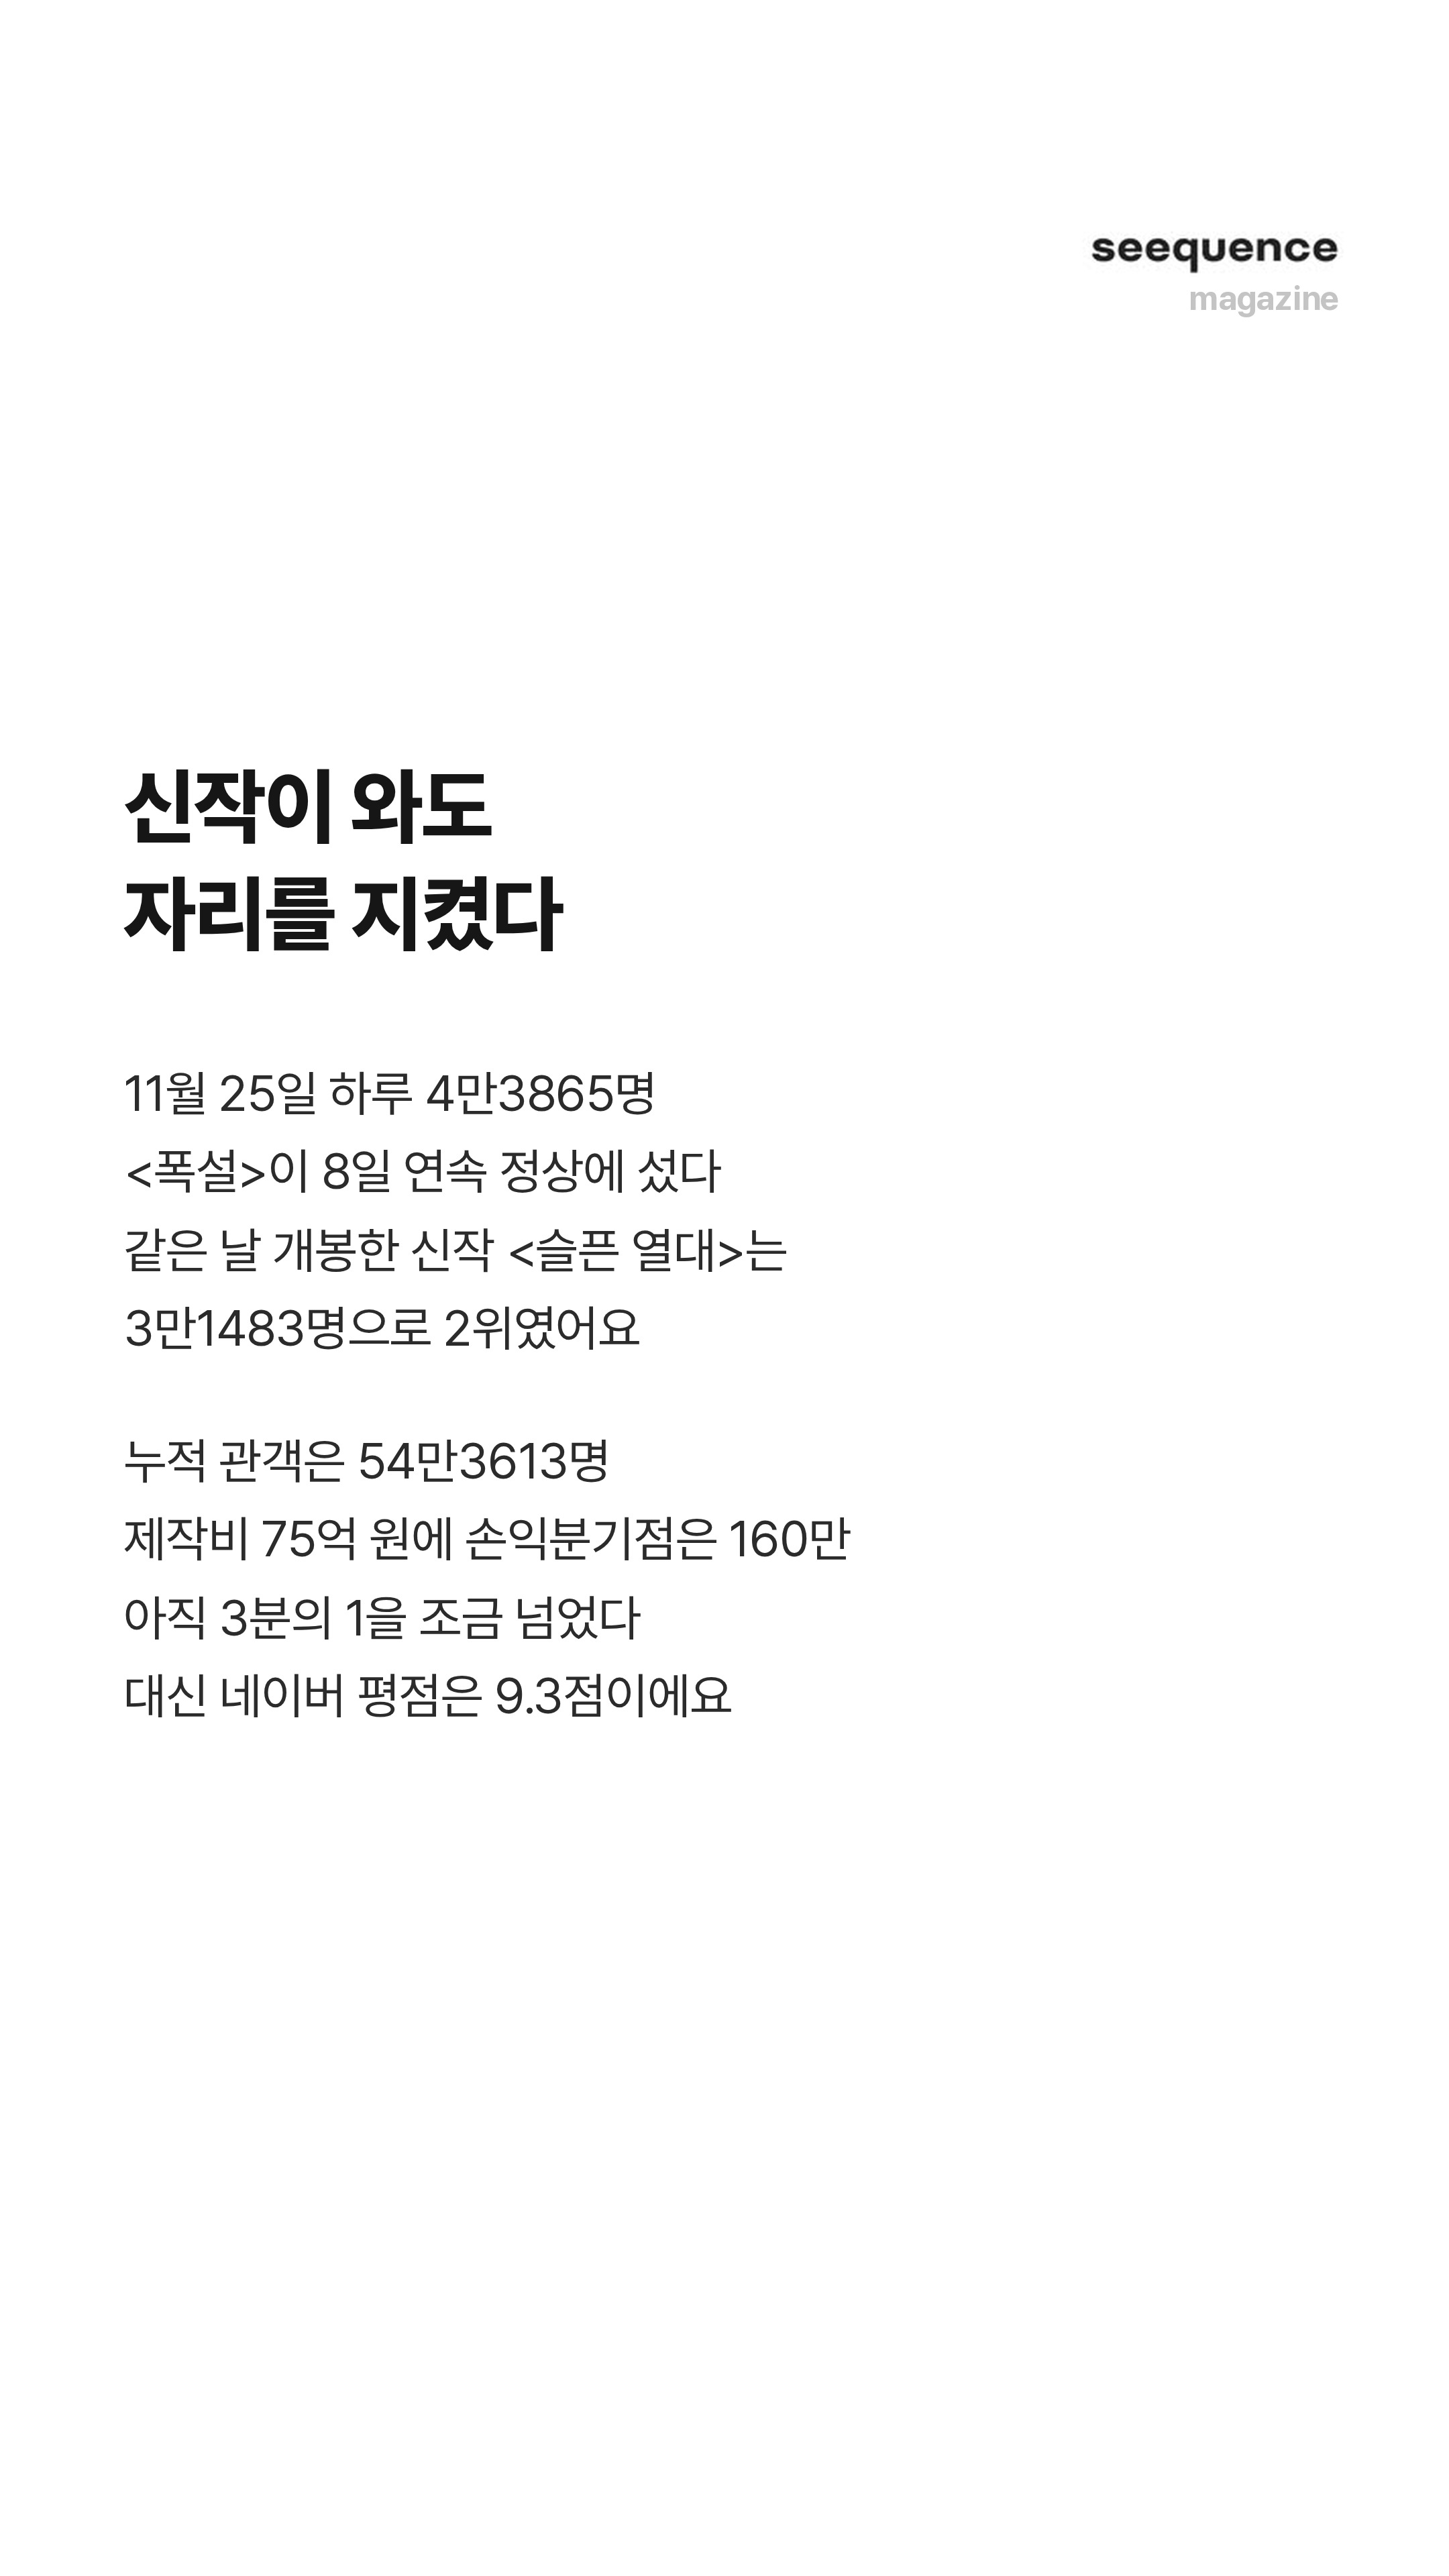 seequence
magazine
신작이 와도
자리를 지켰다
11월 25일 하루 4만3865명
<폭설>이 8일 연속 정상에 섰다
같은 날 개봉한 신작 <슬픈 열대>는
3만1483명으로 2위였어요
누적 관객은 54만3613명
제작비 75억 원에 손익분기점은 160만
아직 3분의 1을 조금 넘었다
대신 네이버 평점은 9.3점이에요